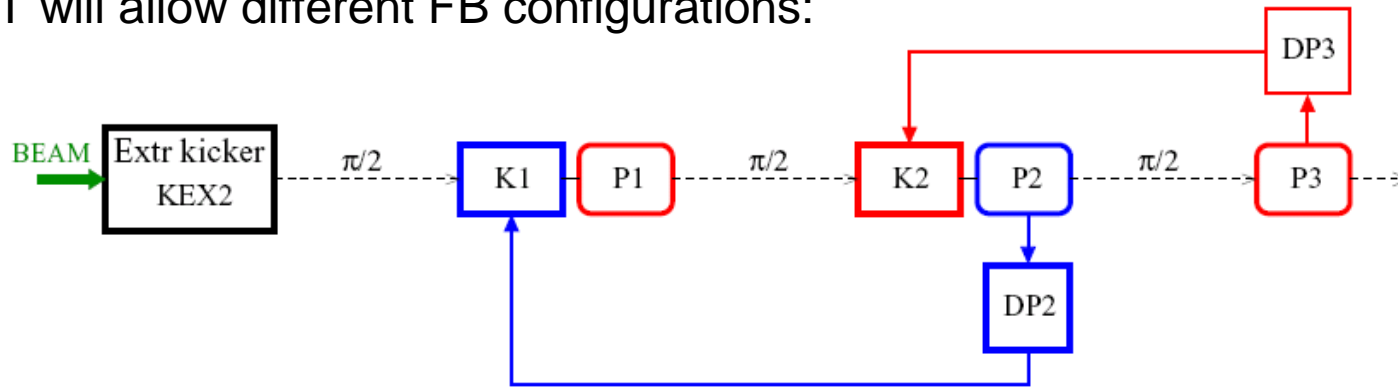 will allow different FB configurations:
DP3
BEAM
Extr kicker
KEX2
π/2
K1
P1
π/2
K2
P2
π/2
P3
DP2